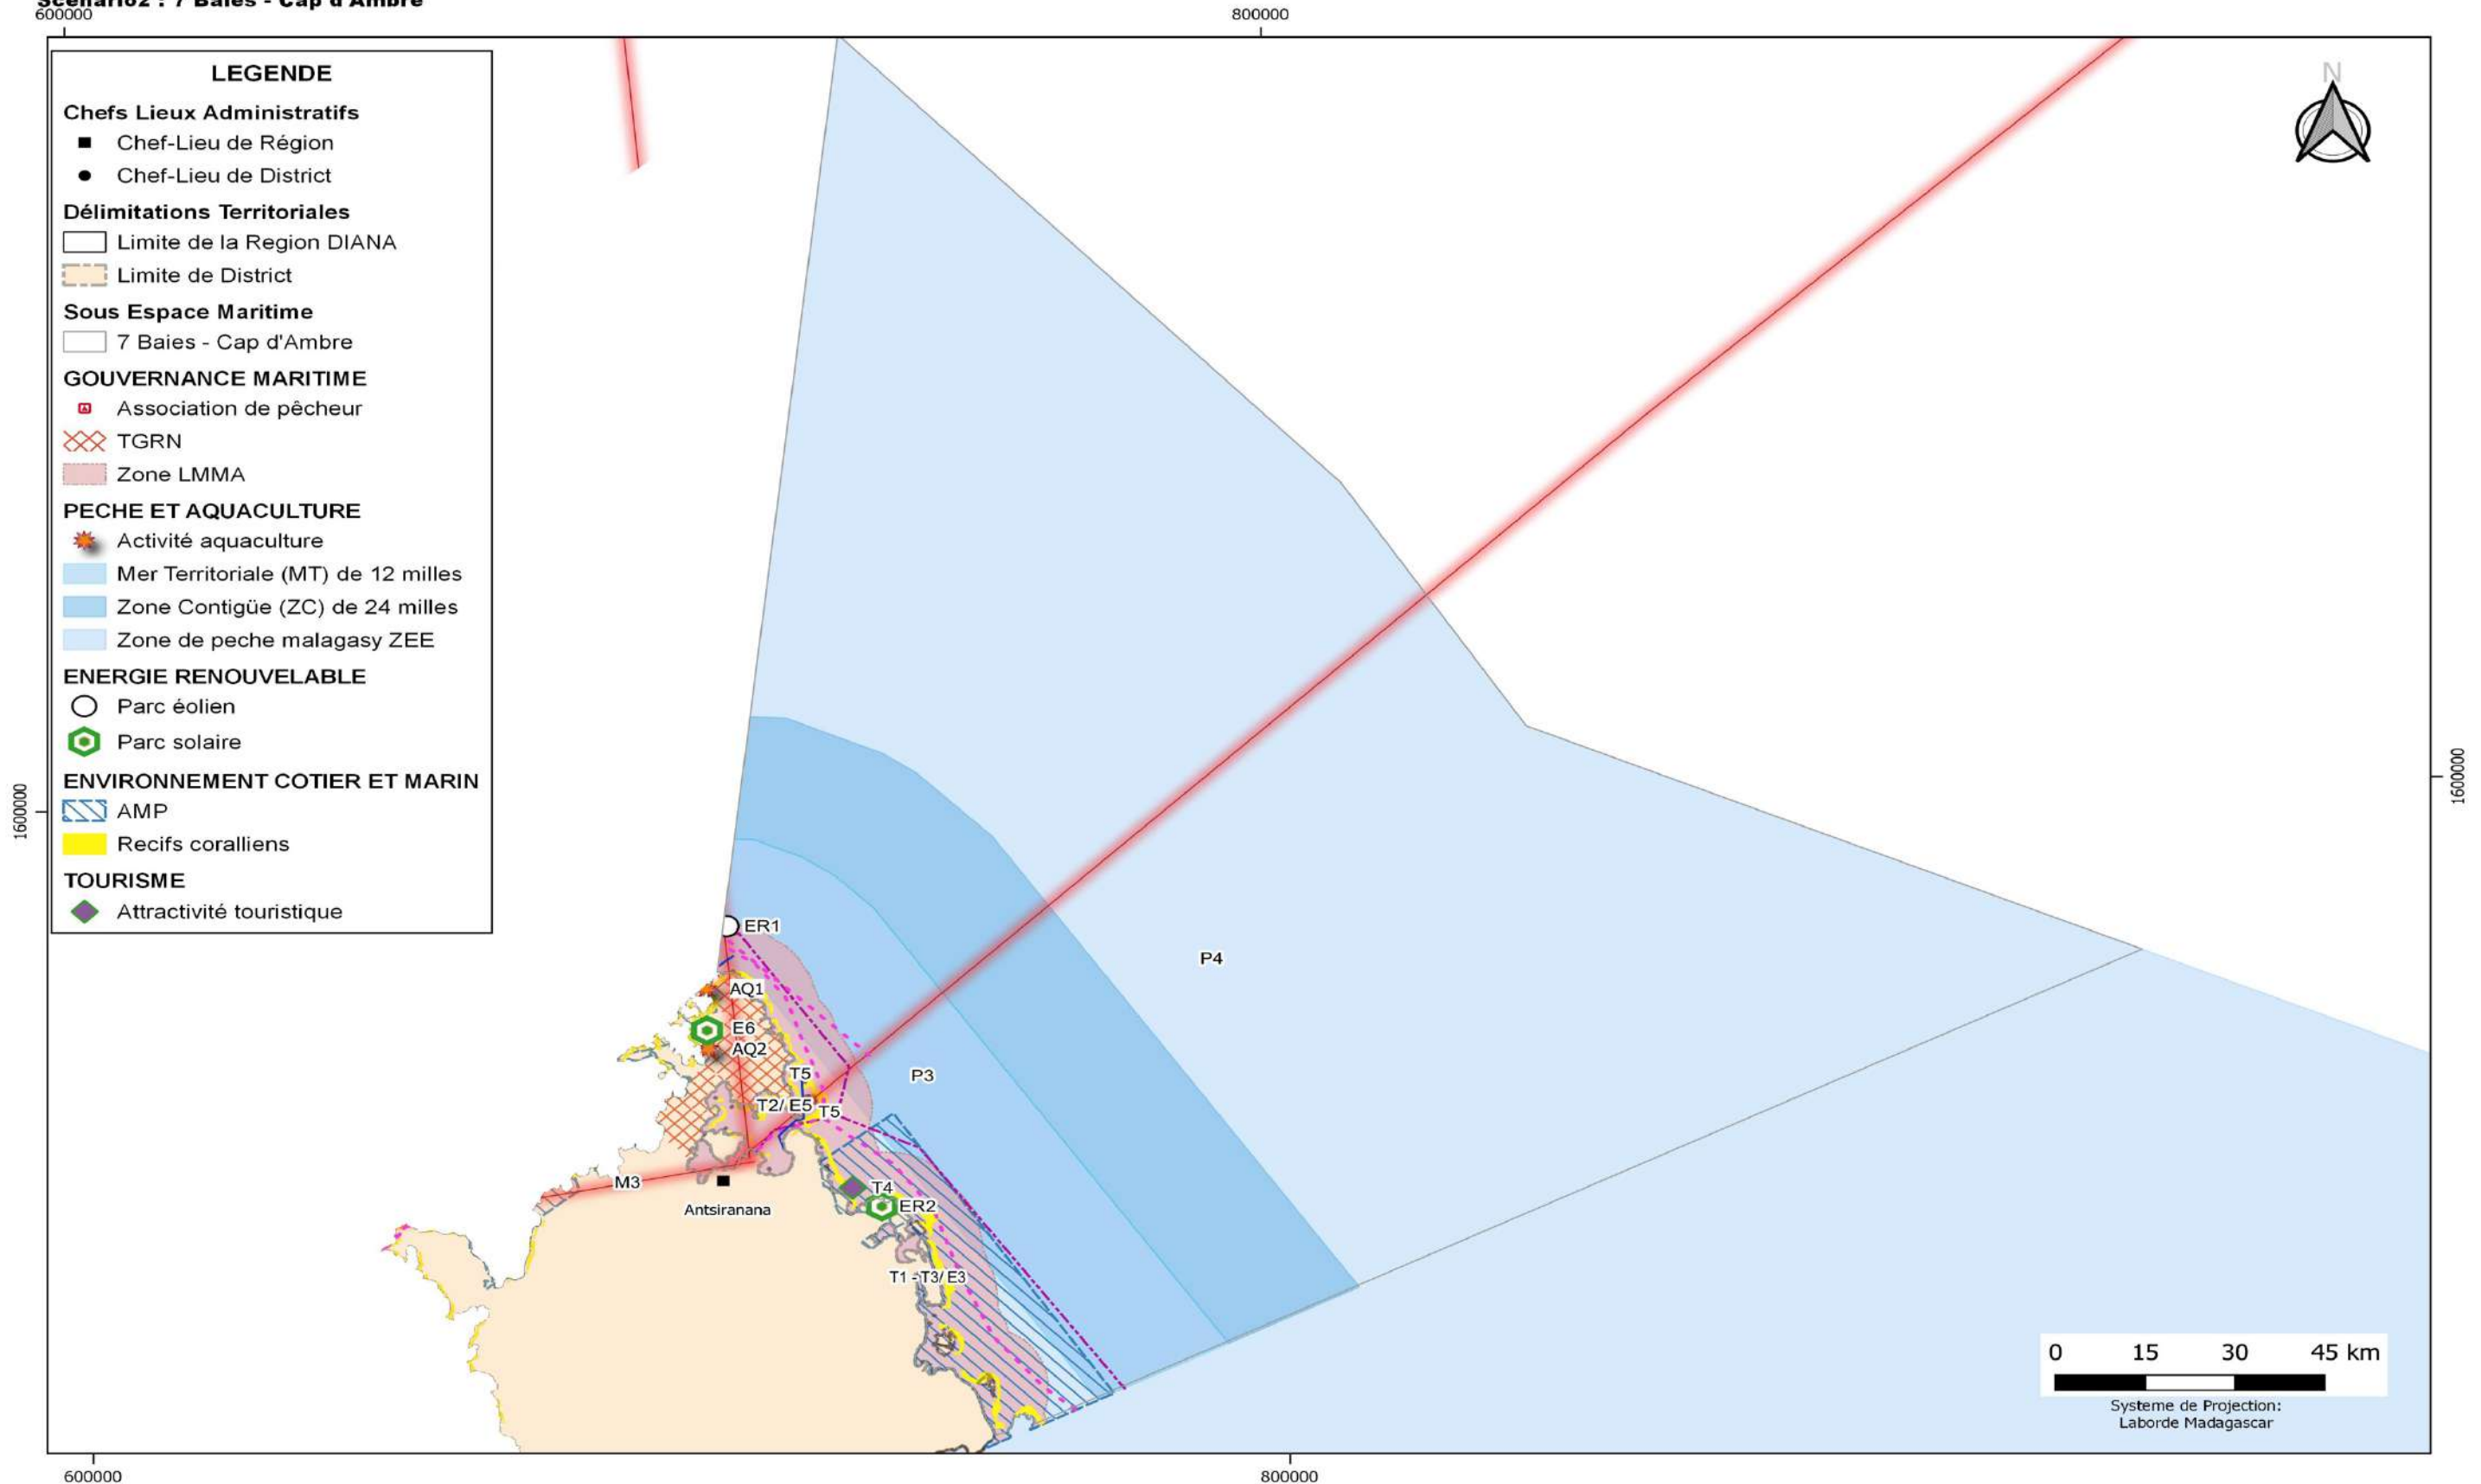 Scénario2 : 7 Baies - Cap d'Ambre
600000
800000
LEGENDE
Chefs Lieux Administratifs
Chef-Lieu de Région
Chef-Lieu de District
Délimitations Territoriales
Limite de la Region DIANA
Limite de District
Sous Espace Maritime
7 Baies - Cap d'Ambre
GOUVERNANCE MARITIME
Association de pêcheur
TGRN
Zone LMMA
PECHE ET AQUACULTURE
Activité aquaculture
Mer Territoriale (MT) de 12 milles
Zone Contigüe (ZC) de 24 milles
Zone de peche malagasy ZEE
ENERGIE RENOUVELABLE
Parc éolien
Parc solaire
ENVIRONNEMENT COTIER ET MARIN
AMP
Recifs coralliens
TOURISME
Attractivité touristique
N
1600000
1600000
ER1
P4
AQ1
E6
AQ2
T5
P3
T2/ E5
T5
M3
T4
Antsiranana
ER2
T1 - T3/ E3
0 15 30 45 km
Systeme de Projection:
Laborde Madagascar
600000
800000